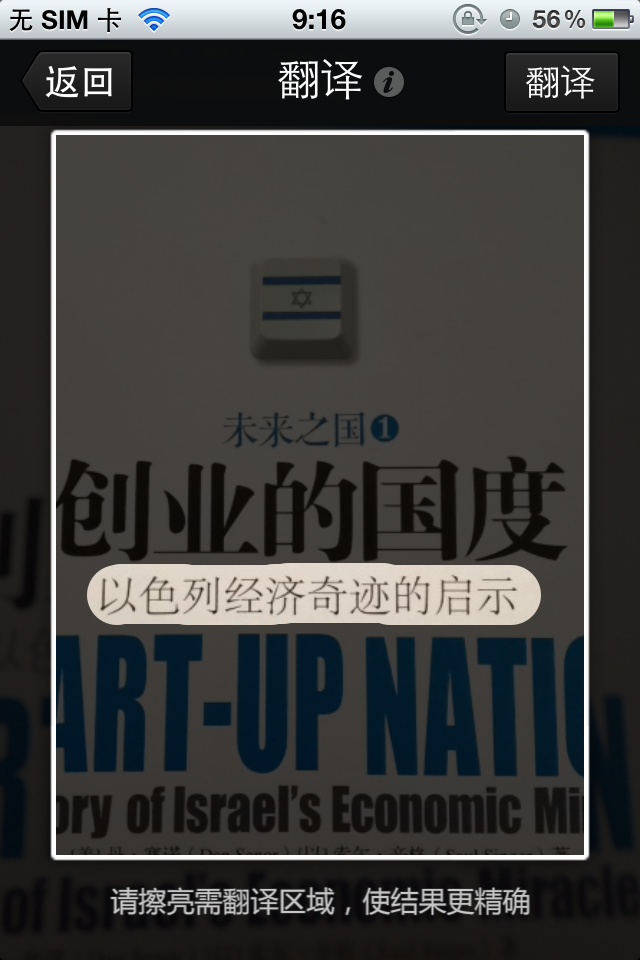 无 SIM 卡 9:16 56%
返回 翻译 翻译
未来之国1
创业的国度
以色列经济奇迹的启示
ART-UP NATIO
ory of Israel's Economic Mi
请擦亮需翻译区域，使结果更精确